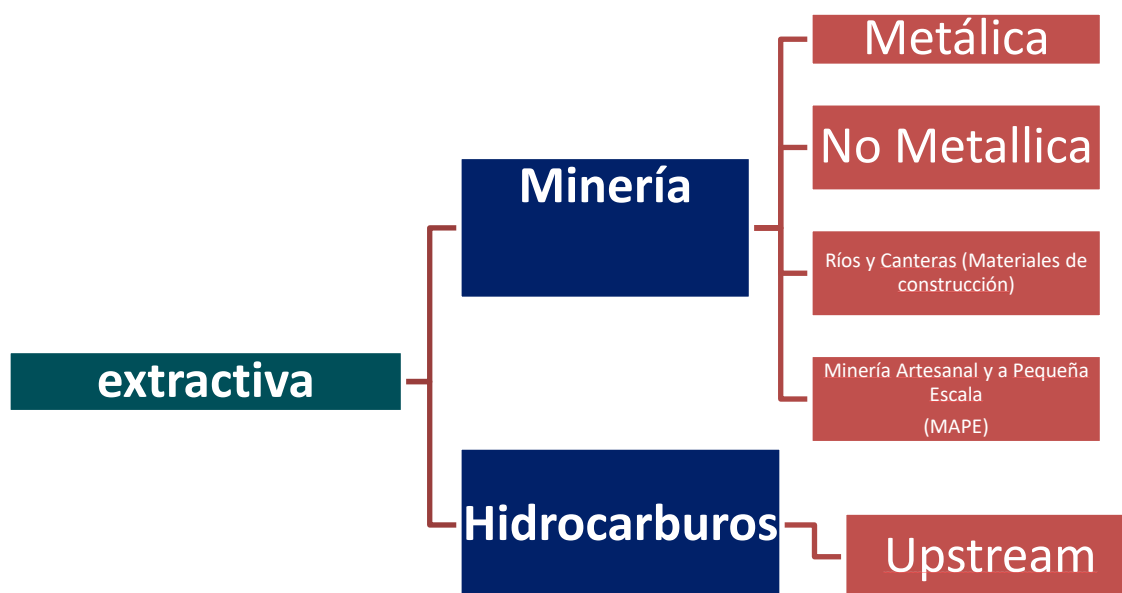 extractiva
Minería
Metálica
No Metallica
Ríos y Canteras (Materiales de
construcción)
Minería Artesanal y a Pequeña
Escala
(MAPE)
Hidrocarburos
Upstream